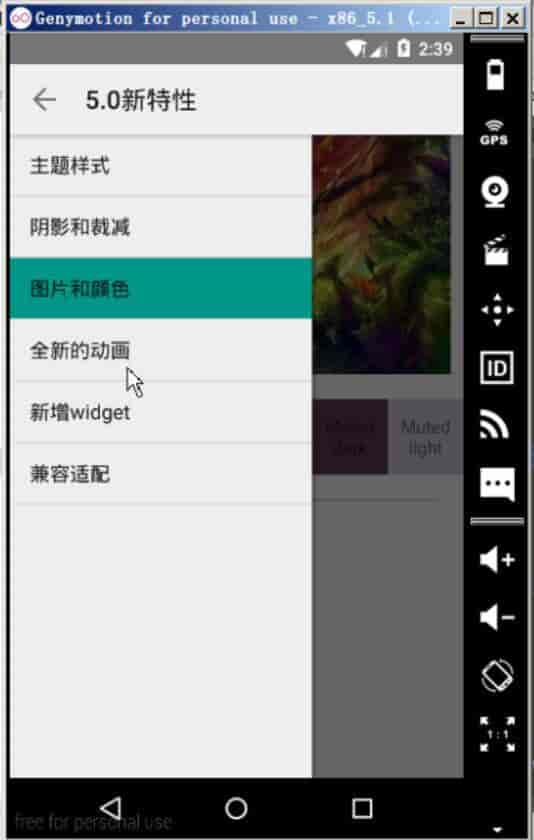 Genymotion for personal use - x86_5.1 (...
2:39
5.0新特性
GPS
主题样式
阴影和裁减
图片和颜色
全新的动画
ID
新增widget
Muted dark
Muted light
兼容适配
1:1
free for personal use